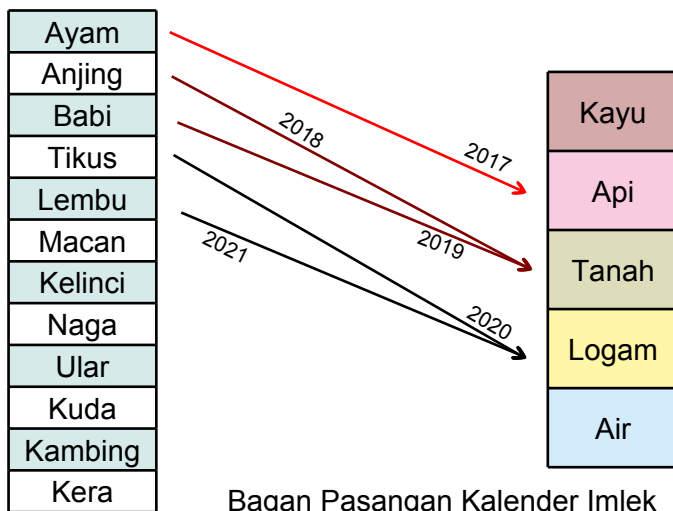 Ayam
Anjing
Babi
Tikus
Lembu
Macan
Kelinci
Naga
Ular
Kuda
Kambing
Kera
2017
2018
2019
2020
2021
Kayu
Api
Tanah
Logam
Air
Bagan Pasangan Kalender Imlek